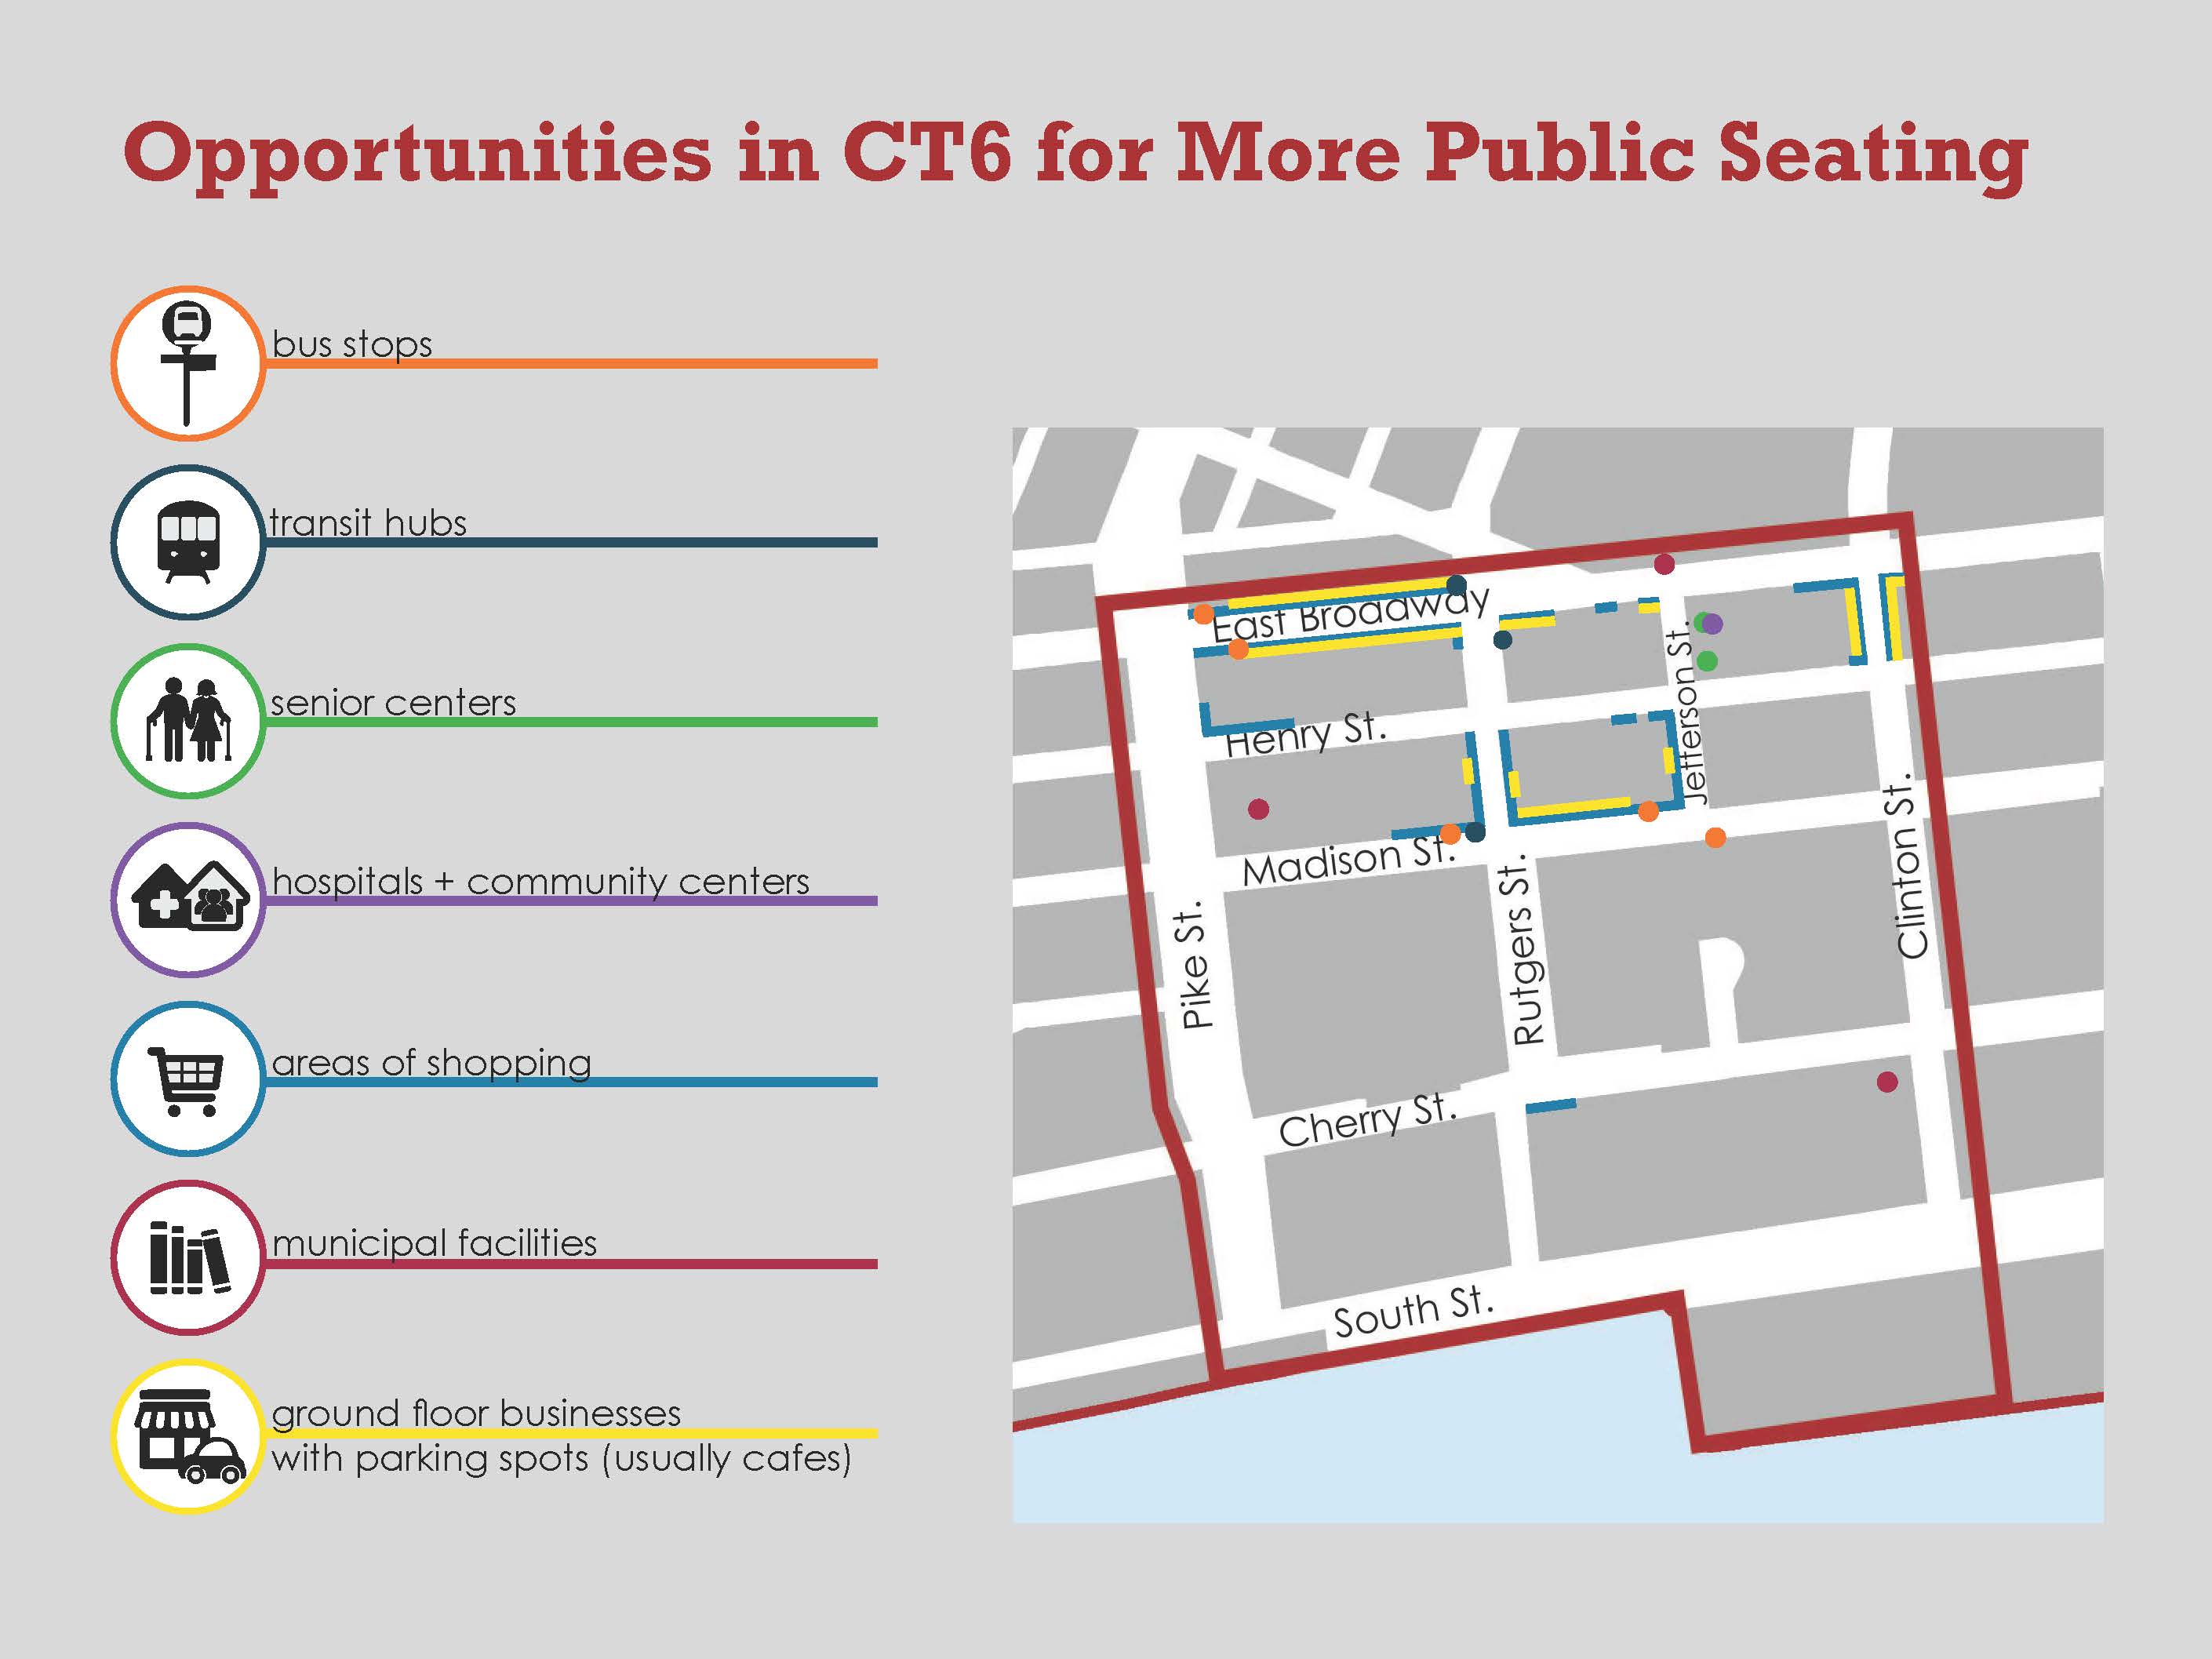 Opportunities in CT6 for More Public Seating
bus stops
transit hubs
senior centers
hospitals + community centers
areas of shopping
municipal facilities
ground floor businesses
with parking spots (usually cafes)
East Broadway
Henry St.
Jefferson St.
Madison St.
Clinton St.
Pike St.
Rutgers St.
Cherry St.
South St.